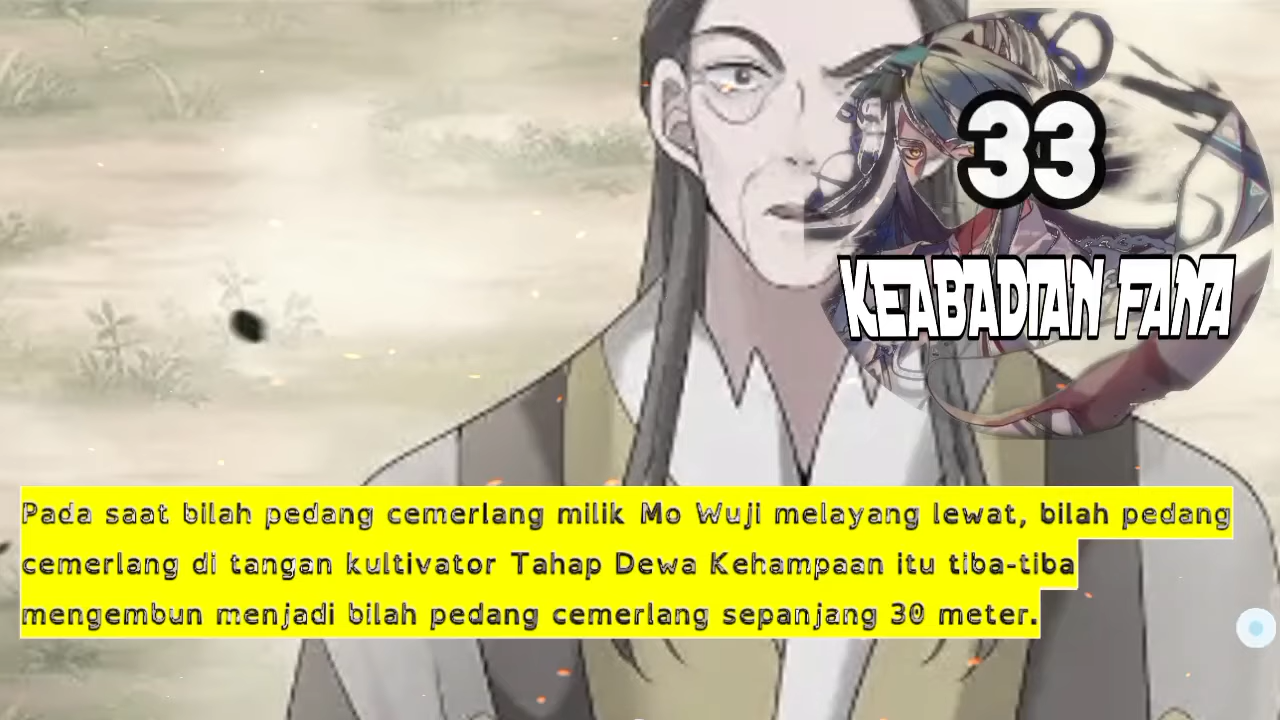 33
KEABADIAN FANA
Pada saat bilah pedang cemerlang milik Mo Wuji melayang lewat, bilah pedang
cemerlang di tangan kultivator Tahap Dewa Kehampaan itu tiba-tiba
mengembun menjadi bilah pedang cemerlang sepanjang 30 meter.